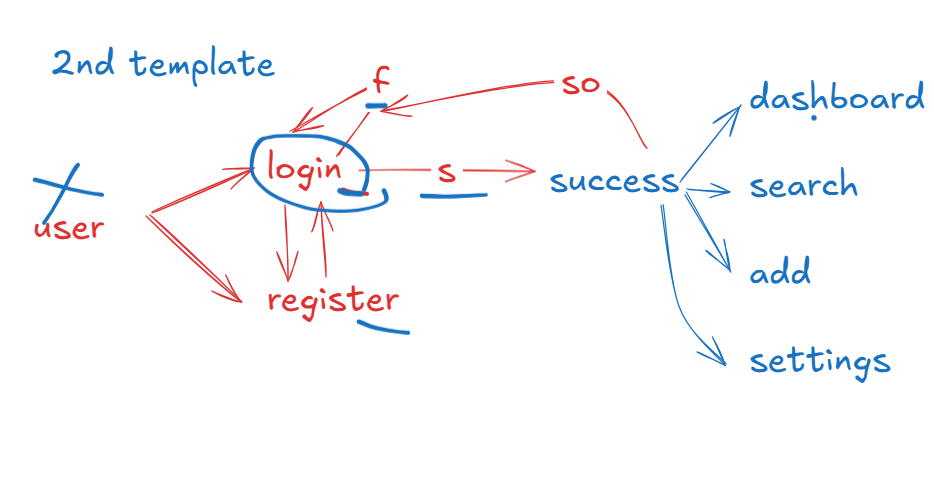 2nd template
f
so
dashboard
login
s
success
search
user
add
register
settings